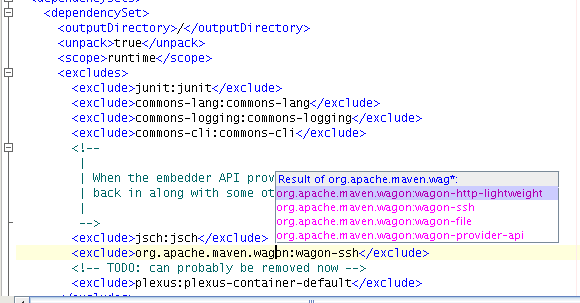 <dependencySet>
<dependencySet>
<outputDirectory>/</outputDirectory>
<unpack>true</unpack>
<scope>runtime</scope>
<excludes>
<exclude>junit:junit</exclude>
<exclude>commons-lang:commons-lang</exclude>
<exclude>commons-logging:commons-logging</exclude>
<exclude>commons-cli:commons-cli</exclude>
<!--
|
| When the embedder API prov
| back in along with some ot
|
-->
Result of org.apache.maven.wag*:
org.apache.maven.wagon:wagon-http-lightweight
org.apache.maven.wagon:wagon-ssh
org.apache.maven.wagon:wagon-file
org.apache.maven.wagon:wagon-provider-api
<exclude>jsch:jsch</exclude>
<exclude>org.apache.maven.wagon:wagon-ssh</exclude>
<!-- TODO: can probably be removed now -->
<exclude>plexus:plexus-container-default</exclude>
</excludes>